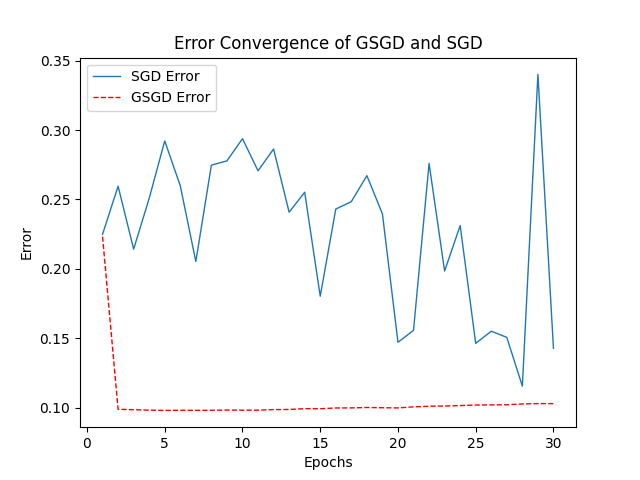 Error Convergence of GSGD and SGD
SGD Error
GSGD Error
0.35
0.30
0.25
0.20
0.15
0.10
Error
0 5 10 15 20 25 30
Epochs